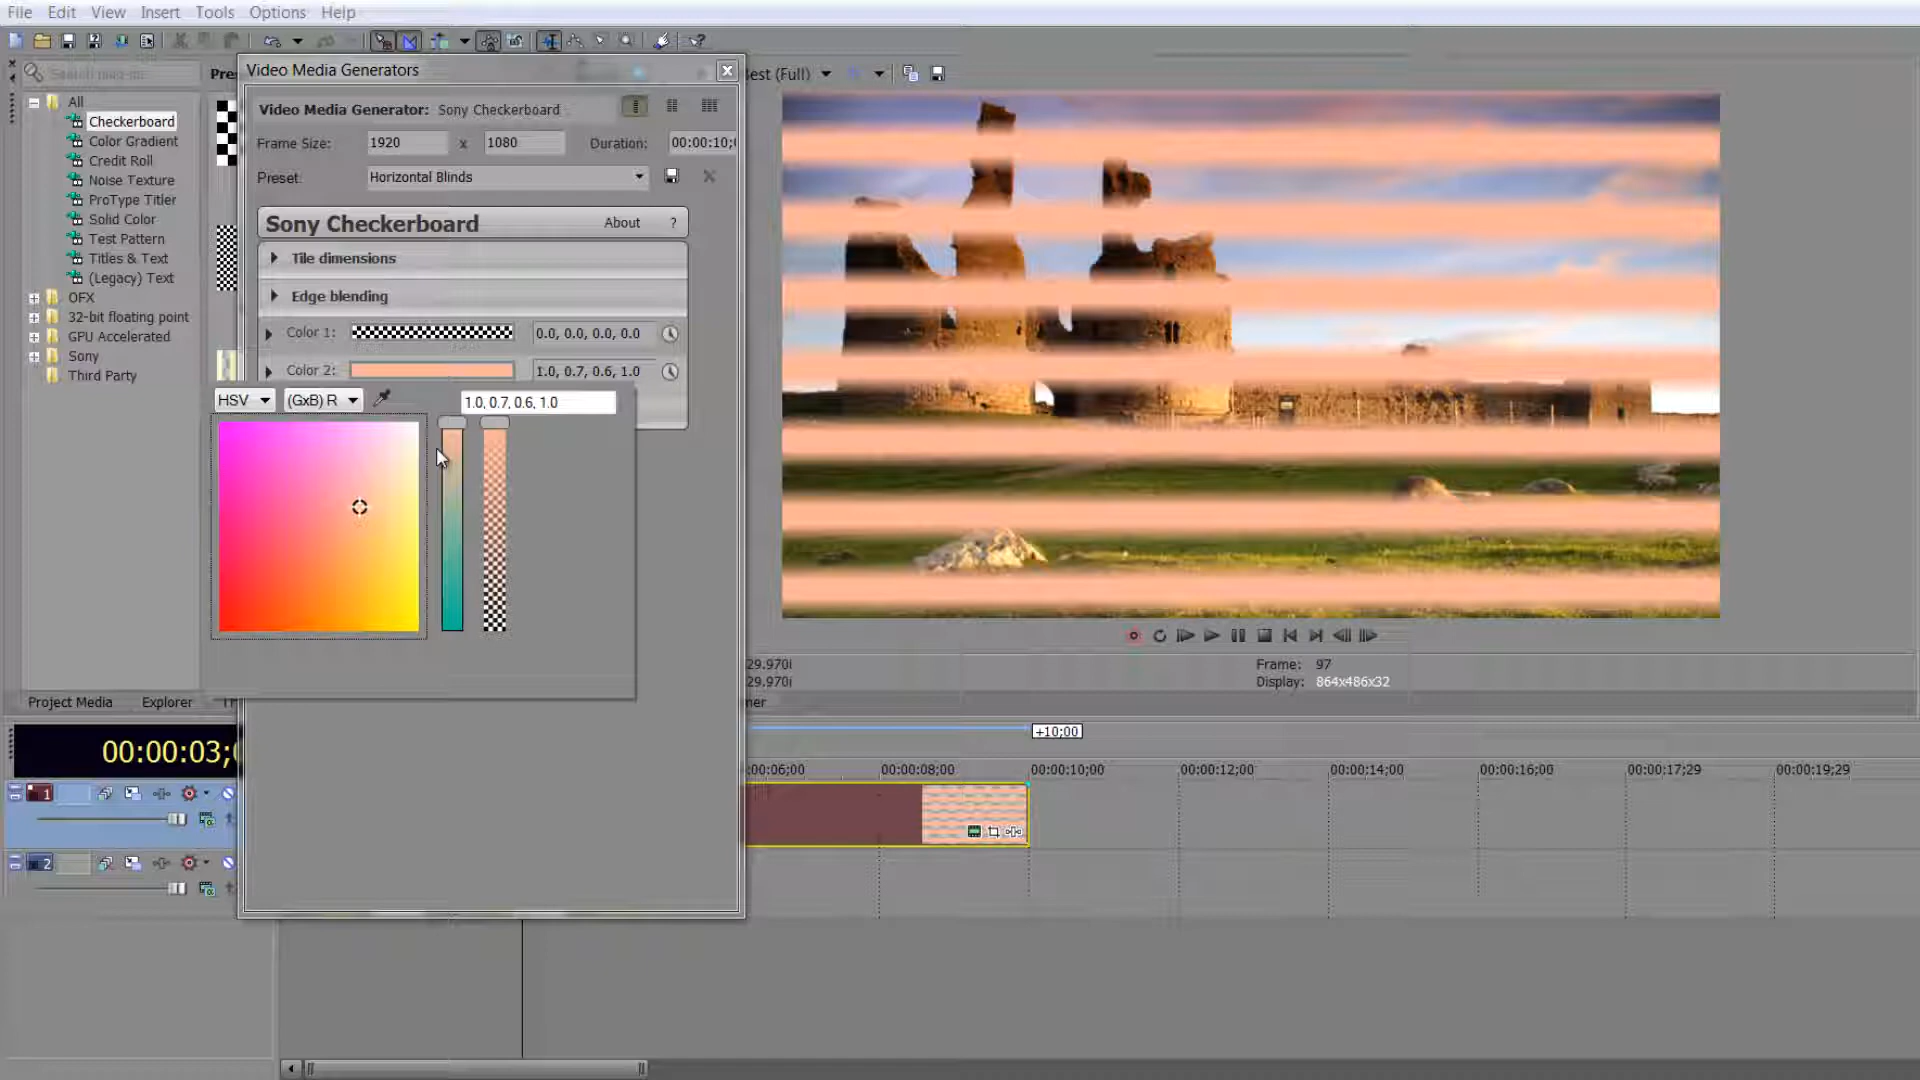 File Edit View Insert Tools Options Help
Search plug-ins
Video Media Generators
Best (Full)
All
Checkerboard
Color Gradient
Credit Roll
Noise Texture
ProType Titler
Solid Color
Test Pattern
Titles & Text
(Legacy) Text
OFX
32-bit floating point
GPU Accelerated
Sony
Third Party
Video Media Generator: Sony Checkerboard
Frame Size: 1920 x 1080 Duration: 00:00:10;
Preset: Horizontal Blinds
Sony Checkerboard About ?
Tile dimensions
Edge blending
Color 1: 0.0, 0.0, 0.0, 0.0
Color 2: 1.0, 0.7, 0.6, 1.0
HSV (GxB) R 1.0, 0.7, 0.6, 1.0
29.970i Frame: 97
29.970i Display: 864x486x32
Project Media Explorer
00:00:03;
+10;00
00:00:06;00 00:00:08;00 00:00:10;00 00:00:12;00 00:00:14;00 00:00:16;00 00:00:17;29 00:00:19;29
1
2